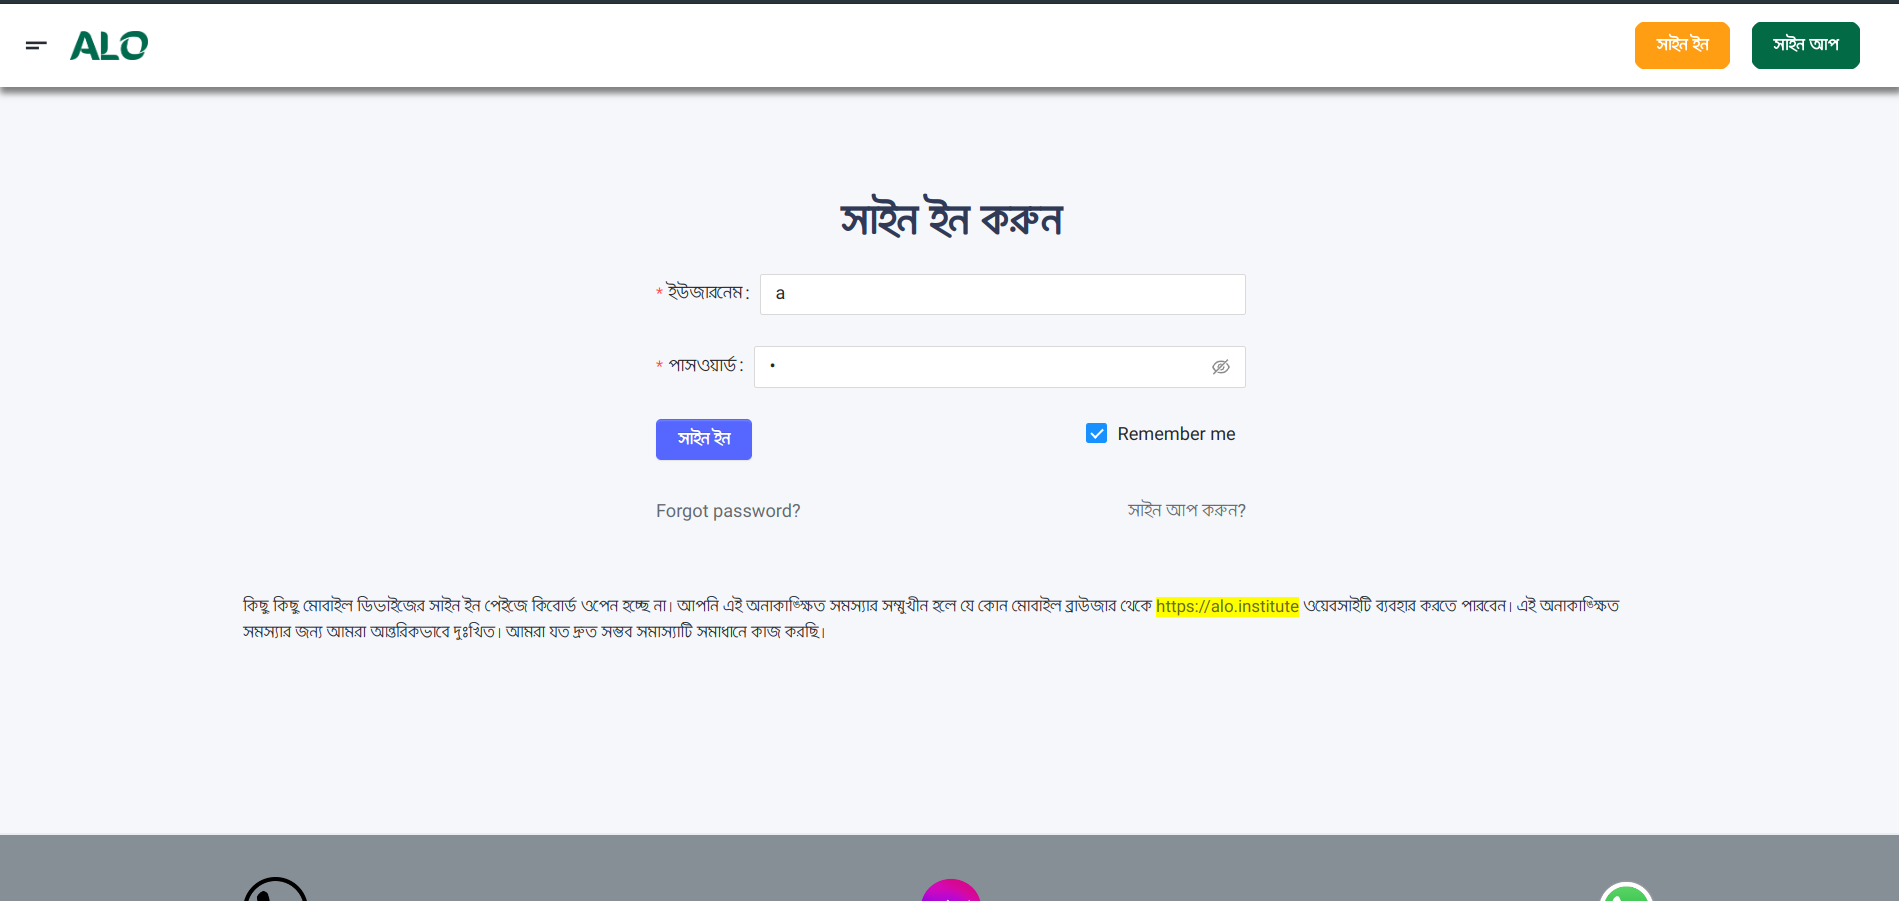 ALO
সাইন ইন
সাইন আপ
সাইন ইন করুন
* ইউজারনেম :
a
* পাসওয়ার্ড :
•
সাইন ইন
Remember me
Forgot password?
সাইন আপ করুন?
কিছু কিছু মোবাইল ডিভাইজের সাইন ইন পেইজে কিবোর্ড ওপেন হচ্ছে না। আপনি এই অনাকাঙ্ক্ষিত সমস্যার সম্মুখীন হলে যে কোন মোবাইল ব্রাউজার থেকে https://alo.institute ওয়েবসাইটি ব্যবহার করতে পারবেন। এই অনাকাঙ্ক্ষিত
সমস্যার জন্য আমরা আন্তরিকভাবে দুঃখিত। আমরা যত দ্রুত সম্ভব সমাস্যাটি সমাধানে কাজ করছি।